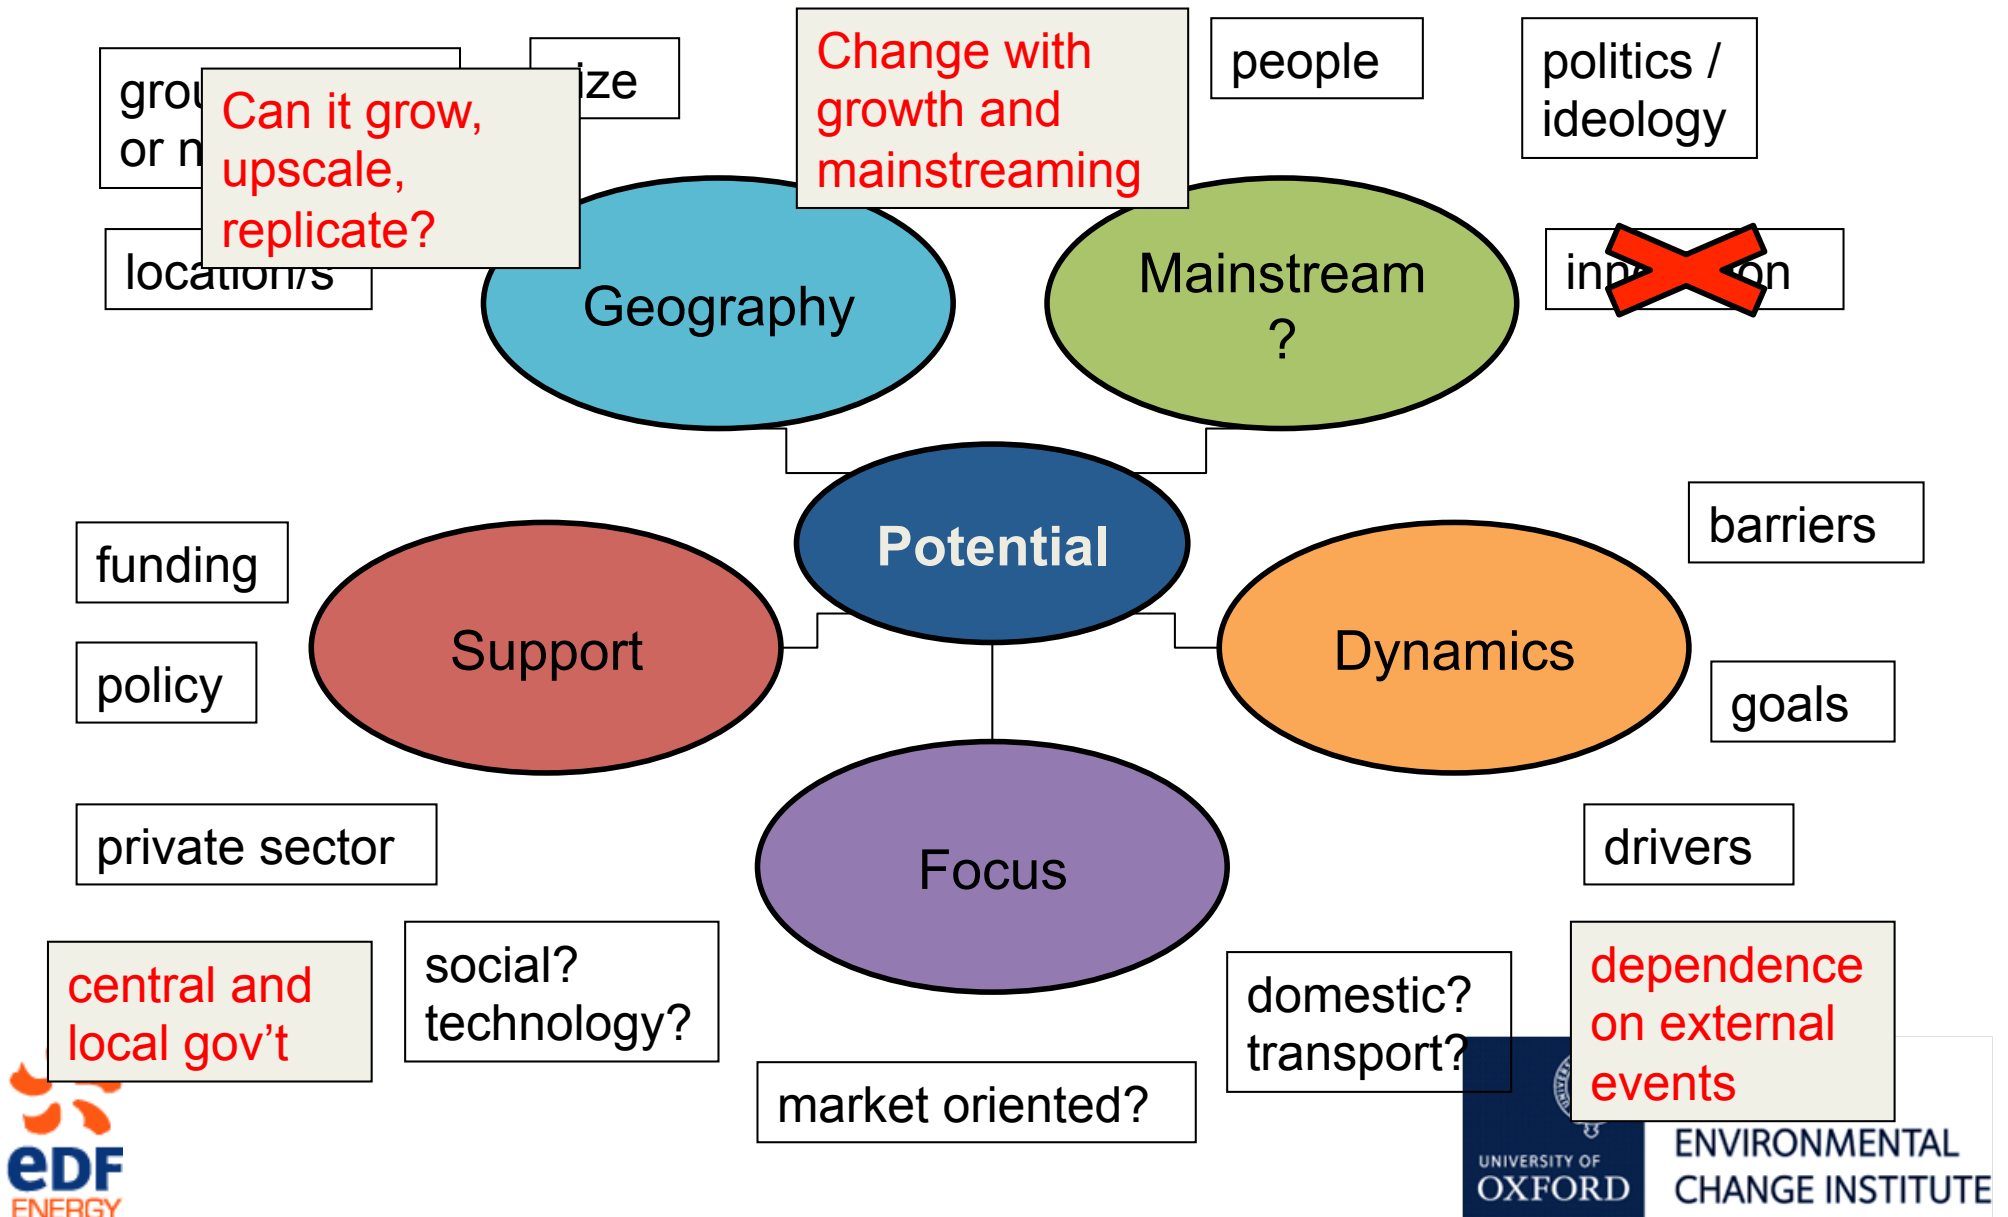 or
Can it grow,
upscale,
replicate?
location/s
Change with
growth and
mainstreaming
people
politics /
ideology
Geography
Mainstream
?
Potential
funding
Support
policy
private sector
Dynamics
barriers
goals
drivers
Focus
central and
local gov’t
social?
technology?
market oriented?
domestic?
transport?
dependence
on external
events
eDF
ENERGY
UNIVERSITY OF
OXFORD
ENVIRONMENTAL
CHANGE INSTITUTE